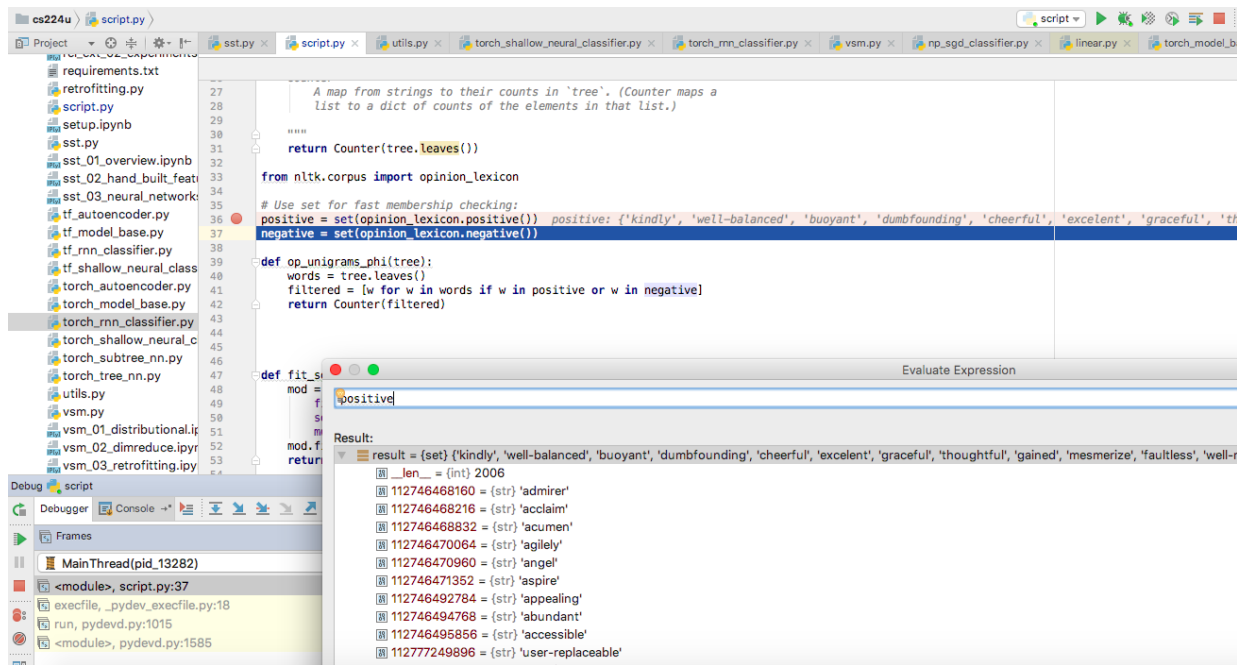 cs224u script.py
script
Project
sst.py script.py utils.py torch_shallow_neural_classifier.py torch_rnn_classifier.py vsm.py np_sgd_classifier.py linear.py torch_model_ba
requirements.txt
retrofitting.py
script.py
setup.ipynb
sst.py
sst_01_overview.ipynb
sst_02_hand_built_feat
sst_03_neural_network
tf_autoencoder.py
tf_model_base.py
tf_rnn_classifier.py
tf_shallow_neural_class
torch_autoencoder.py
torch_model_base.py
torch_rnn_classifier.py
torch_shallow_neural_c
torch_subtree_nn.py
torch_tree_nn.py
utils.py
vsm.py
vsm_01_distributional.ip
vsm_02_dimreduce.ipyr
vsm_03_retrofitting.ipy
27 A map from strings to their counts in `tree`. (Counter maps a
28 list to a dict of counts of the elements in that list.)
29
30 """
31 return Counter(tree.leaves())
32
33 from nltk.corpus import opinion_lexicon
34
35 # Use set for fast membership checking:
36 positive = set(opinion_lexicon.positive()) positive: {'kindly', 'well-balanced', 'buoyant', 'dumbfounding', 'cheerful', 'excelent', 'graceful', 'th
37 negative = set(opinion_lexicon.negative())
38
39 def op_unigrams_phi(tree):
40 words = tree.leaves()
41 filtered = [w for w in words if w in positive or w in negative]
42 return Counter(filtered)
43
44
45
46
47 def fit_s
48 mod =
49 f
50 s
51 m
52 mod.f
53 retur
Evaluate Expression
positive
Result:
result = {set} {'kindly', 'well-balanced', 'buoyant', 'dumbfounding', 'cheerful', 'excelent', 'graceful', 'thoughtful', 'gained', 'mesmerize', 'faultless', 'well-r
__len__ = {int} 2006
112746468160 = {str} 'admirer'
112746468216 = {str} 'acclaim'
112746468832 = {str} 'acumen'
112746470064 = {str} 'agilely'
112746470960 = {str} 'angel'
112746471352 = {str} 'aspire'
112746492784 = {str} 'appealing'
112746494768 = {str} 'abundant'
112746495856 = {str} 'accessible'
112777249896 = {str} 'user-replaceable'
Debug script
Debugger Console
Frames
MainThread(pid_13282)
<module>, script.py:37
execfile, _pydev_execfile.py:18
run, pydevd.py:1015
<module>, pydevd.py:1585